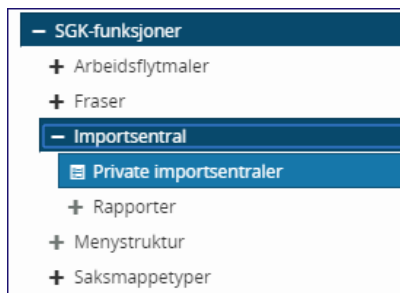 SGK-funksjoner
Arbeidsflytmaler
Fraser
Importsentral
Private importsentraler
Rapporter
Menystruktur
Saksmappetyper